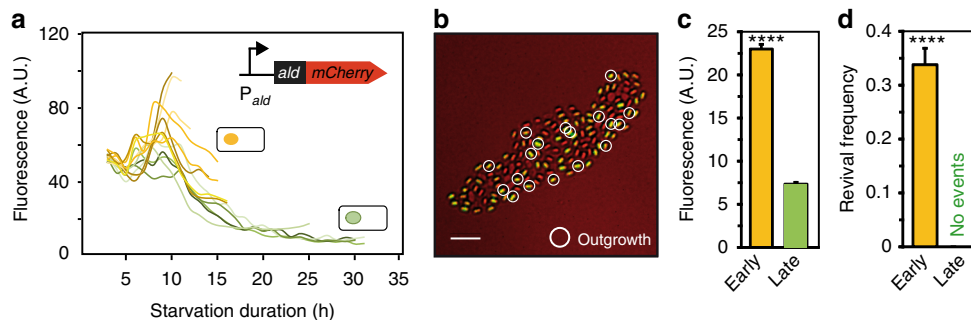 a
Fluorescence (A.U.)
120
80
40
0
5 10 15 20 25 30 35
Starvation duration (h)
P ald
ald mCherry
b
Outgrowth
c
Fluorescence (A.U.)
25
20
15
10
5
0
****
Early Late
d
Revival frequency
0.4
0.3
0.2
0.1
0
****
No events
Early Late